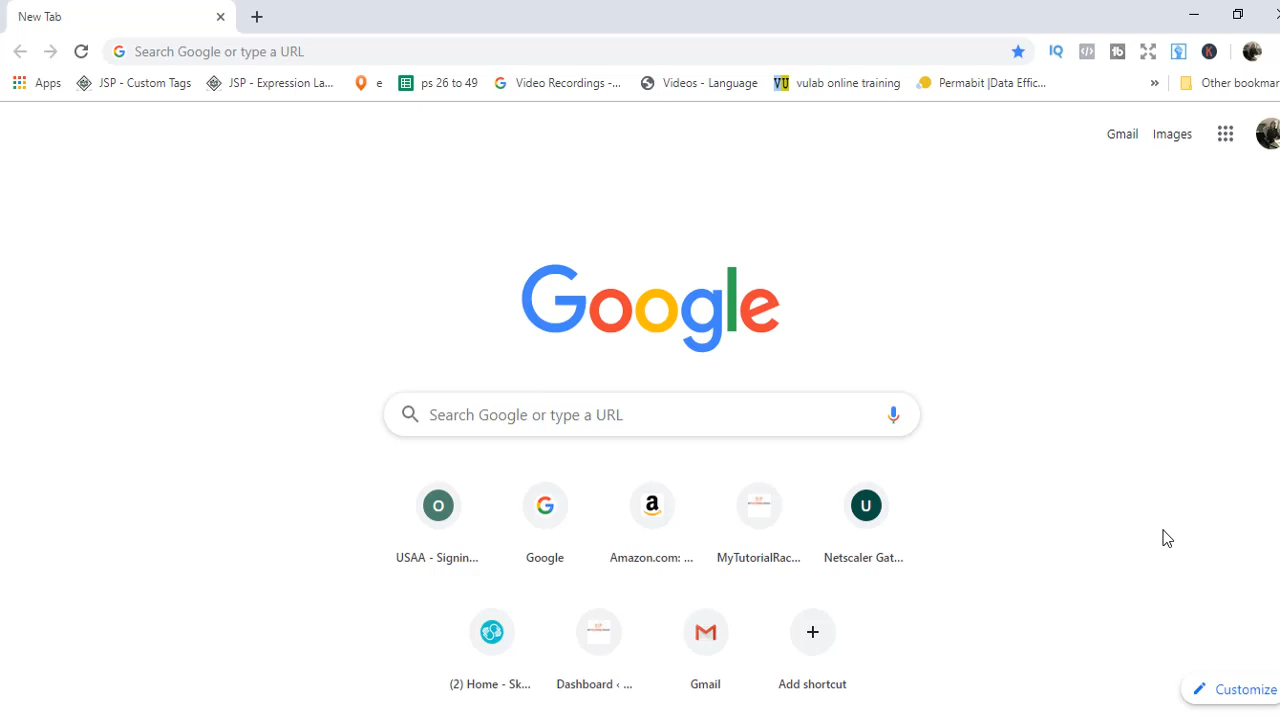 New Tab
Search Google or type a URL
IQ
K
Apps JSP - Custom Tags JSP - Expression La... e ps 26 to 49 Video Recordings -... Videos - Language VU vulab online training Permabit |Data Effic... » Other bookmar
Gmail Images
Google
Search Google or type a URL
O a U
USAA - Signin... Google Amazon.com: ... MyTutorialRac... Netscaler Gat...
(2) Home - Sk... Dashboard ‹ ... Gmail Add shortcut
Customize